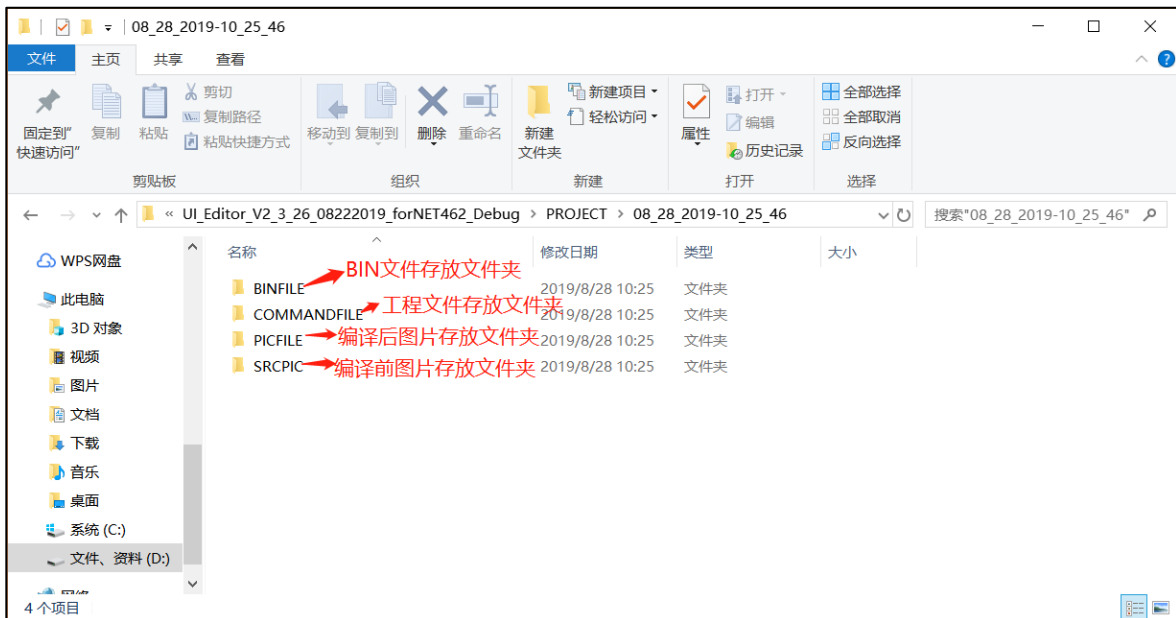 08_28_2019-10_25_46
文件 主页 共享 查看
固定到"
快速访问"
复制
粘贴
剪切
复制路径
粘贴快捷方式
移动到 复制到 删除 重命名
新建
文件夹
新建项目
轻松访问
属性
打开
编辑
历史记录
全部选择
全部取消
反向选择
剪贴板 组织 新建 打开 选择
« UI_Editor_V2_3_26_08222019_forNET462_Debug > PROJECT > 08_28_2019-10_25_46
搜索"08_28_2019-10_25_46"
名称 修改日期 类型 大小
WPS网盘
此电脑
3D 对象
视频
图片
文档
下载
音乐
桌面
系统 (C:)
文件、资料 (D:)
BINFILE BIN文件存放文件夹 2019/8/28 10:25 文件夹
COMMANDFILE 工程文件存放文件夹 2019/8/28 10:25 文件夹
PICFILE 编译后图片存放文件夹 2019/8/28 10:25 文件夹
SRCPIC 编译前图片存放文件夹 2019/8/28 10:25 文件夹
4 个项目